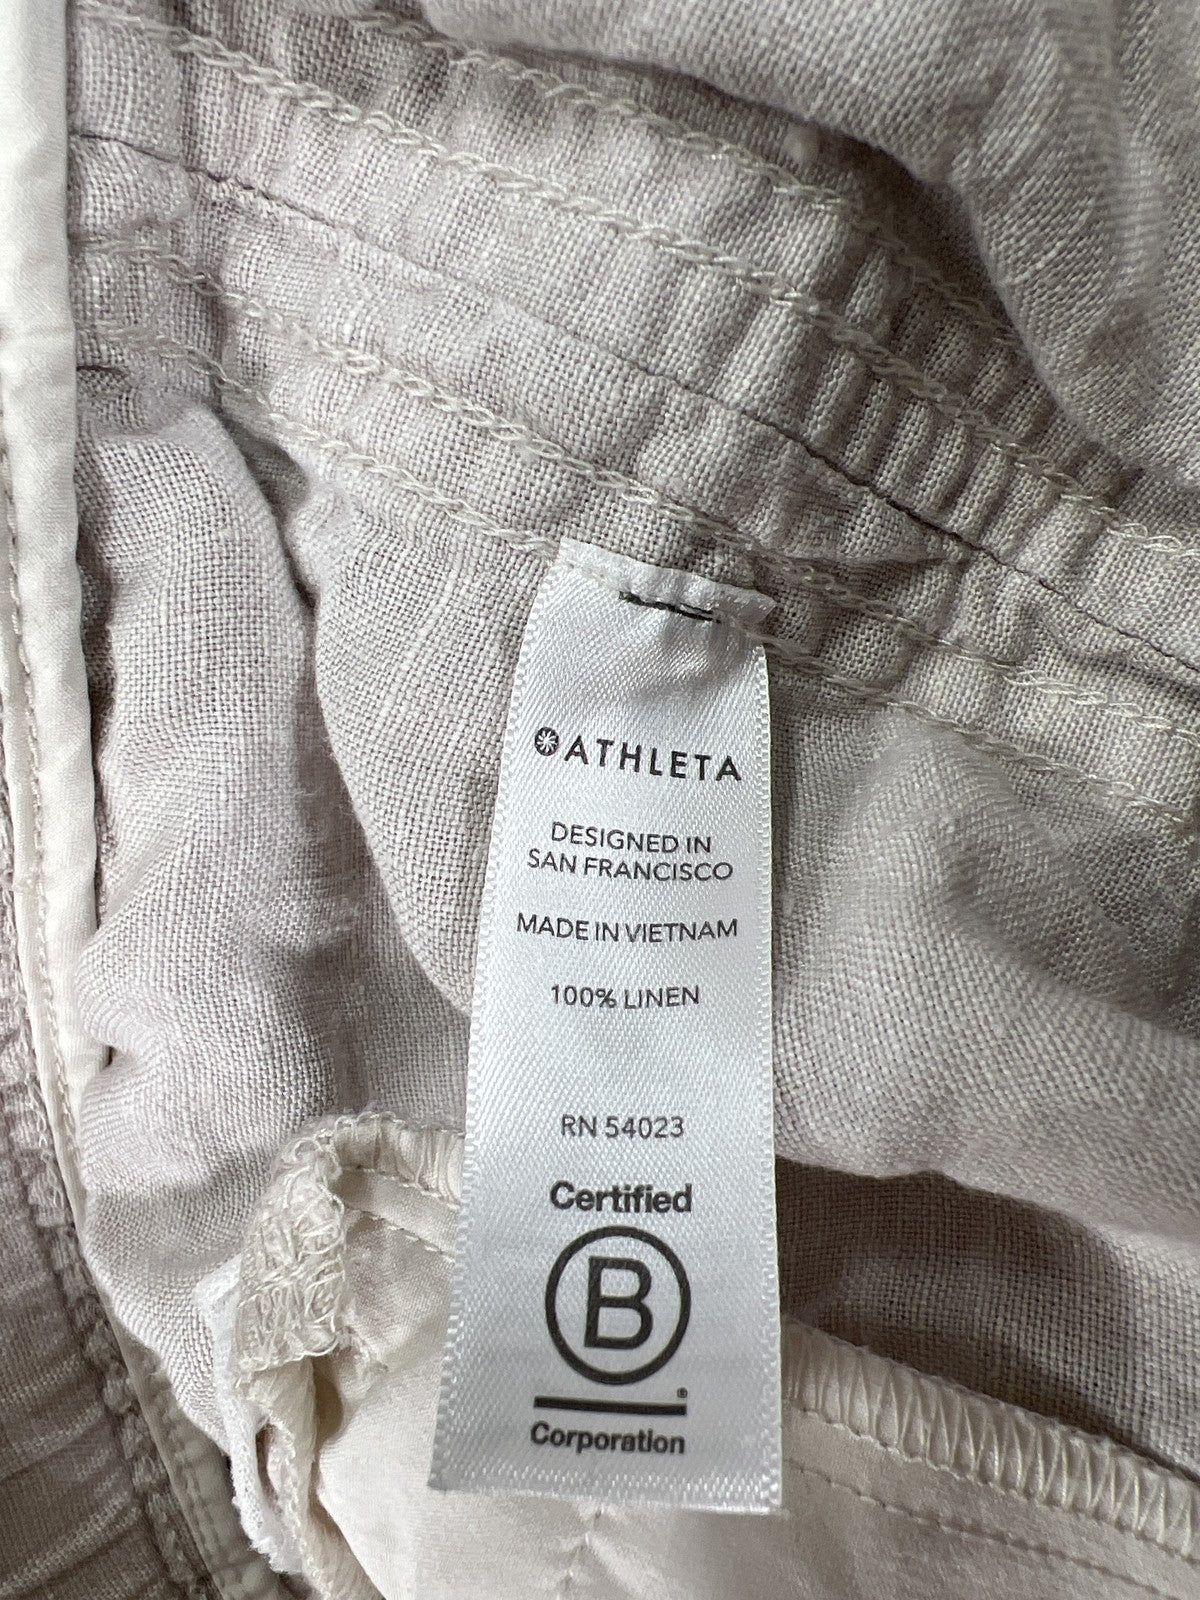 ATHLETA
DESIGNED IN
SAN FRANCISCO
MADE IN VIETNAM
100% LINEN
RN 54023
Certified
B
®
Corporation